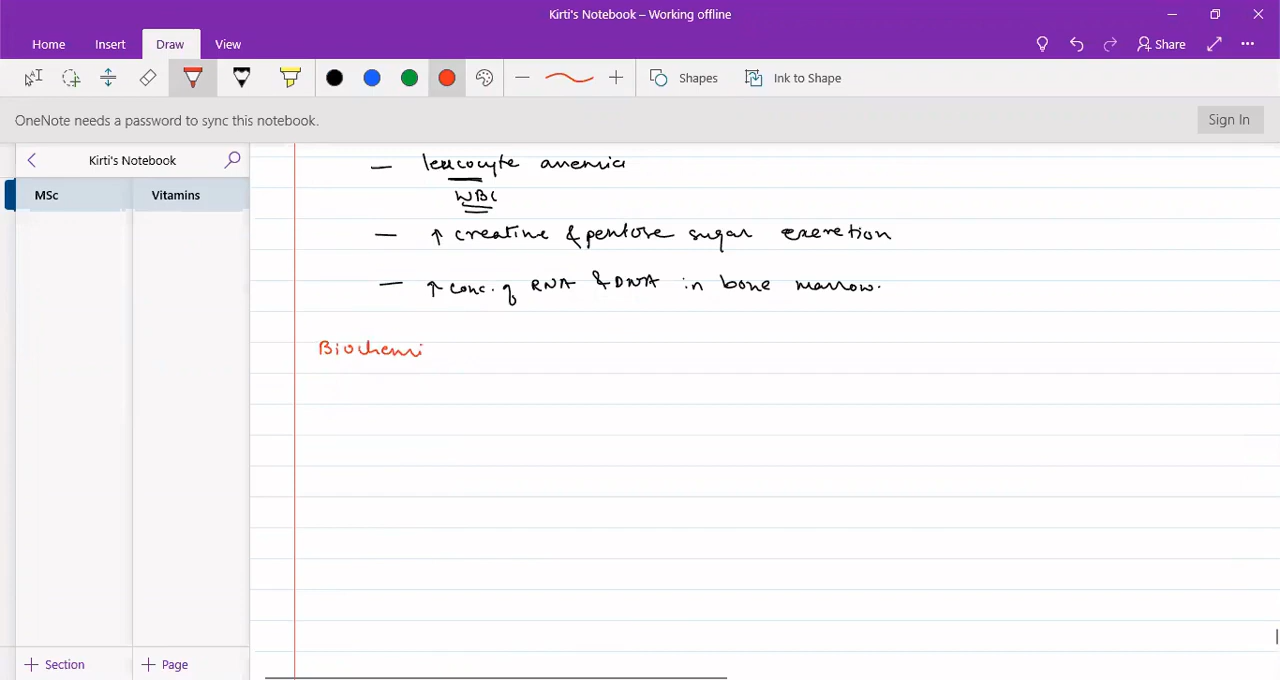 Kirti's Notebook – Working offline
Home Insert Draw View Share
Shapes Ink to Shape
OneNote needs a password to sync this notebook. Sign In
Kirti's Notebook
MSc Vitamins
— leucocyte anemia
WBC
— ↑ creatine & pentose sugar excretion
— ↑ conc. of RNA & DNA in bone marrow.
Biochemi
+ Section + Page